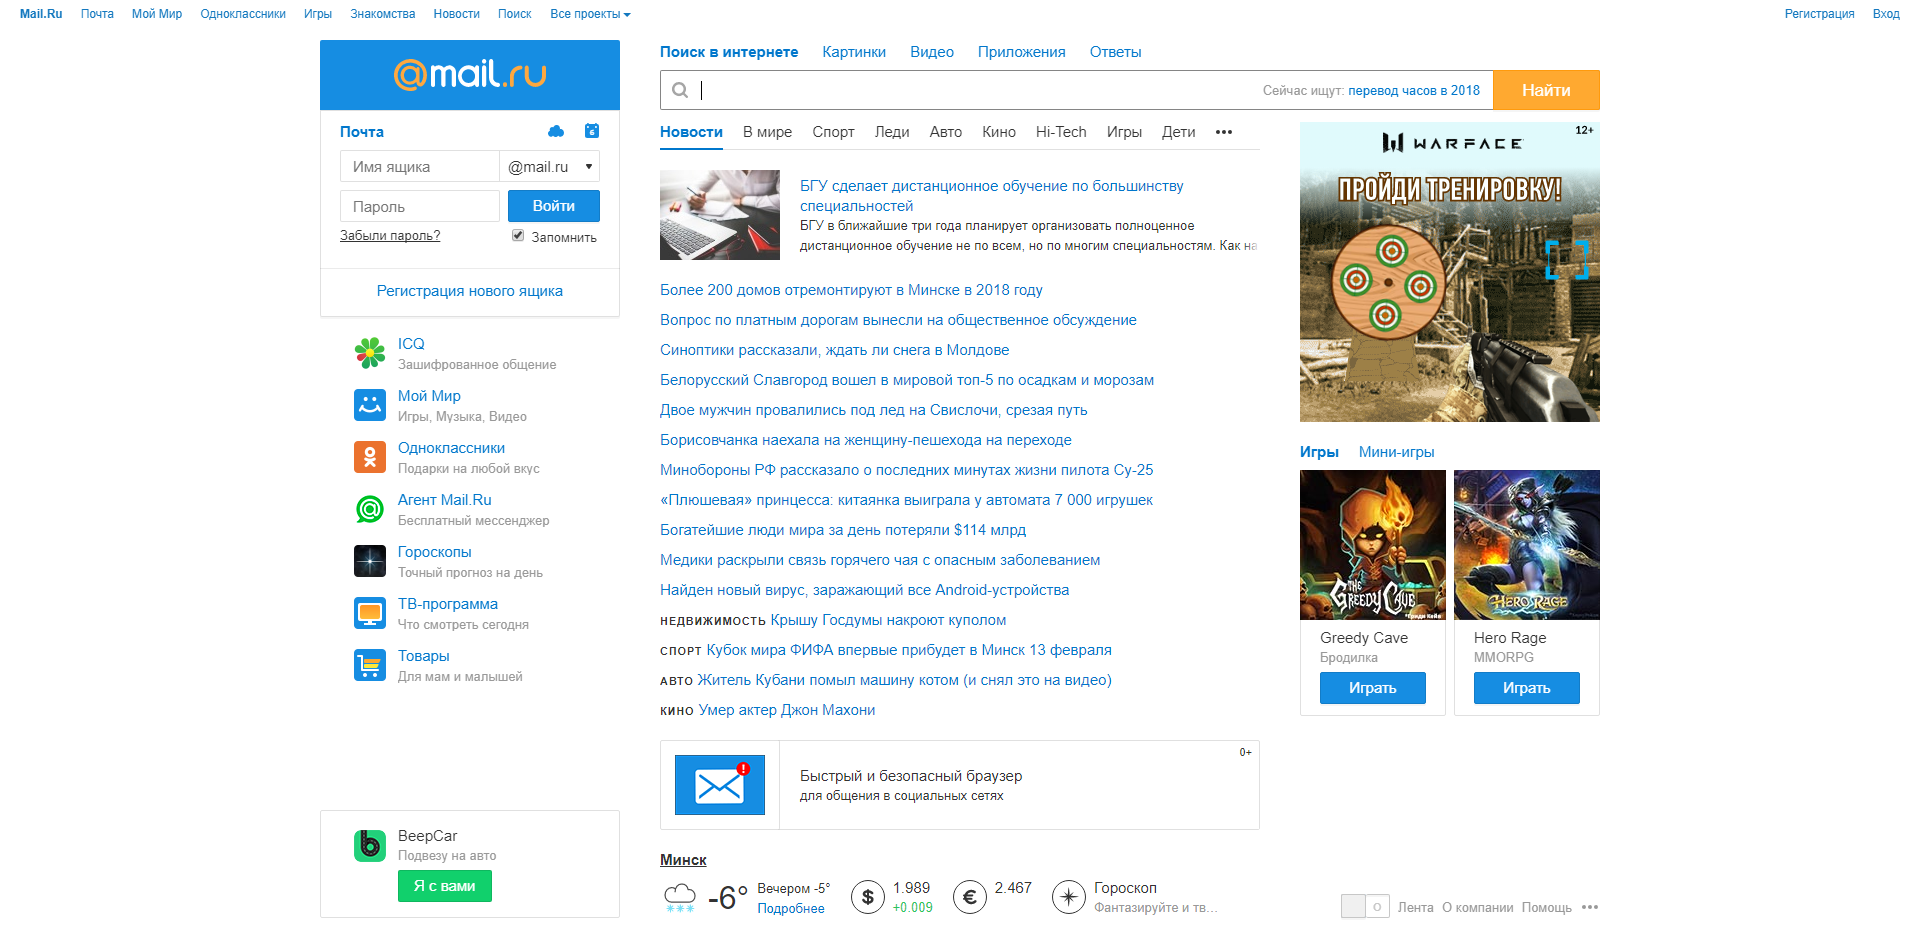 Mail.Ru Почта Мой Мир Одноклассники Игры Знакомства Новости Поиск Все проекты Регистрация Вход
@mail.ru
Почта
6
Имя ящика @mail.ru
Пароль Войти
Забыли пароль? Запомнить
Регистрация нового ящика
ICQ
Зашифрованное общение
Мой Мир
Игры, Музыка, Видео
Одноклассники
Подарки на любой вкус
Агент Mail.Ru
Бесплатный мессенджер
Гороскопы
Точный прогноз на день
ТВ-программа
Что смотреть сегодня
Товары
Для мам и малышей
BeepCar
Подвезу на авто
Я с вами
Поиск в интернете Картинки Видео Приложения Ответы
Сейчас ищут: перевод часов в 2018 Найти
Новости В мире Спорт Леди Авто Кино Hi-Tech Игры Дети •••
БГУ сделает дистанционное обучение по большинству
специальностей
БГУ в ближайшие три года планирует организовать полноценное
дистанционное обучение не по всем, но по многим специальностям. Как на
Более 200 домов отремонтируют в Минске в 2018 году
Вопрос по платным дорогам вынесли на общественное обсуждение
Синоптики рассказали, ждать ли снега в Молдове
Белорусский Славгород вошел в мировой топ-5 по осадкам и морозам
Двое мужчин провалились под лед на Свислочи, срезая путь
Борисовчанка наехала на женщину-пешехода на переходе
Минобороны РФ рассказало о последних минутах жизни пилота Су-25
«Плюшевая» принцесса: китаянка выиграла у автомата 7 000 игрушек
Богатейшие люди мира за день потеряли $114 млрд
Медики раскрыли связь горячего чая с опасным заболеванием
Найден новый вирус, заражающий все Android-устройства
НЕДВИЖИМОСТЬ Крышу Госдумы накроют куполом
СПОРТ Кубок мира ФИФА впервые прибудет в Минск 13 февраля
АВТО Житель Кубани помыл машину котом (и снял это на видео)
КИНО Умер актер Джон Махони
0+
Быстрый и безопасный браузер
для общения в социальных сетях
Минск
-6° Вечером -5° $ 1.989 € 2.467 Гороскоп
Подробнее +0.009 Фантазируйте и тв...
12+
WARFACE
ПРОЙДИ ТРЕНИРОВКУ!
Игры Мини-игры
THE GREEDY CAVE
HERO RAGE
Greedy Cave Hero Rage
Бродилка MMORPG
Играть Играть
Лента О компании Помощь •••